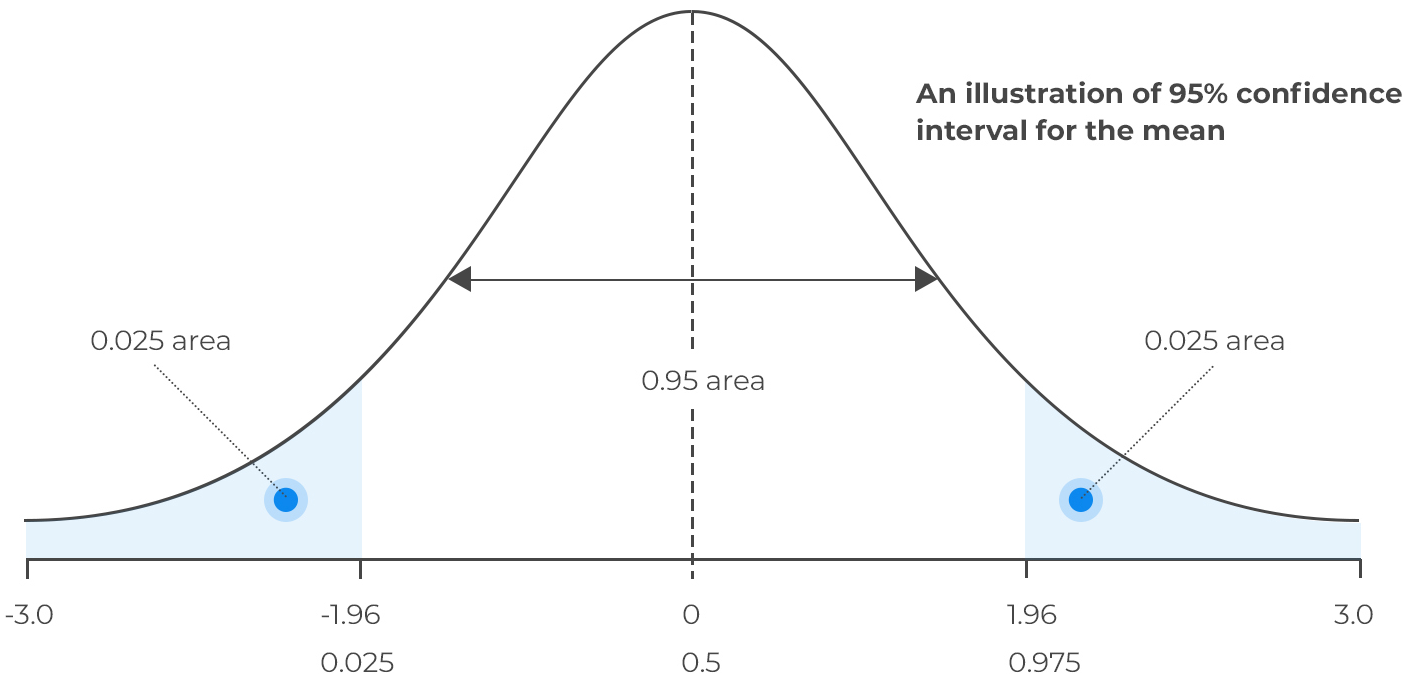 An illustration of 95% confidence
interval for the mean
0.025 area
0.025 area
0.95 area
-3.0 -1.96 0 1.96 3.0
0.025 0.5 0.975